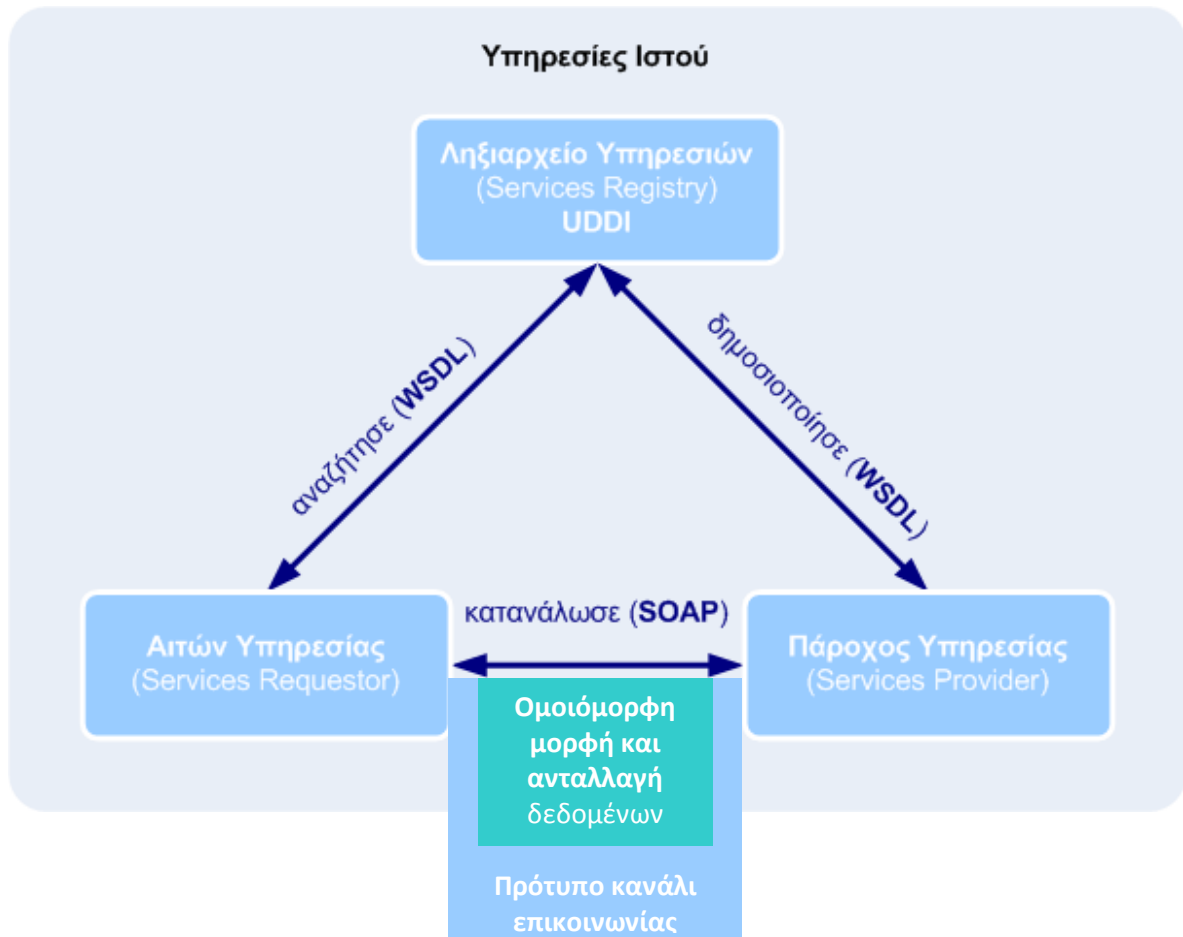 Υπηρεσίες Ιστού
Ληξιαρχείο Υπηρεσιών
(Services Registry)
UDDI
αναζήτησε (WSDL)
δημοσιοποίησε (WSDL)
κατανάλωσε (SOAP)
Αιτών Υπηρεσίας
(Services Requestor)
Πάροχος Υπηρεσίας
(Services Provider)
Ομοιόμορφη
μορφή και
ανταλλαγή
δεδομένων
Πρότυπο κανάλι
επικοινωνίας